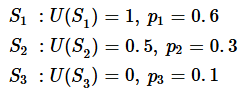 S₁ : U(S₁) = 1, p₁ = 0.6
S₂ : U(S₂) = 0.5, p₂ = 0.3
S₃ : U(S₃) = 0, p₃ = 0.1